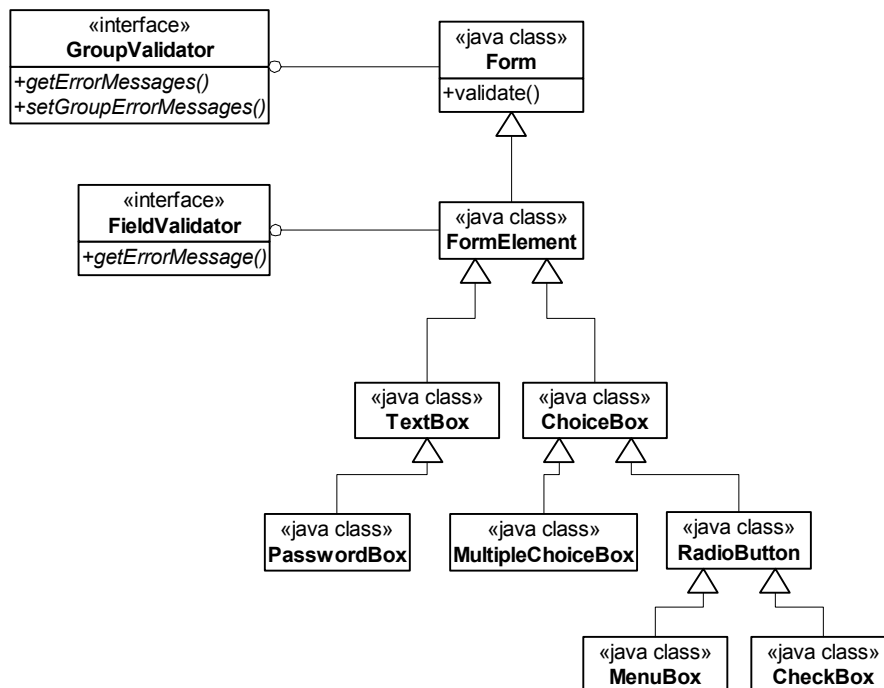 «interface»
GroupValidator
+getErrorMessages()
+setGroupErrorMessages()
«java class»
Form
+validate()
«interface»
FieldValidator
+getErrorMessage()
«java class»
FormElement
«java class»
TextBox
«java class»
ChoiceBox
«java class»
PasswordBox
«java class»
MultipleChoiceBox
«java class»
RadioButton
«java class»
MenuBox
«java class»
CheckBox